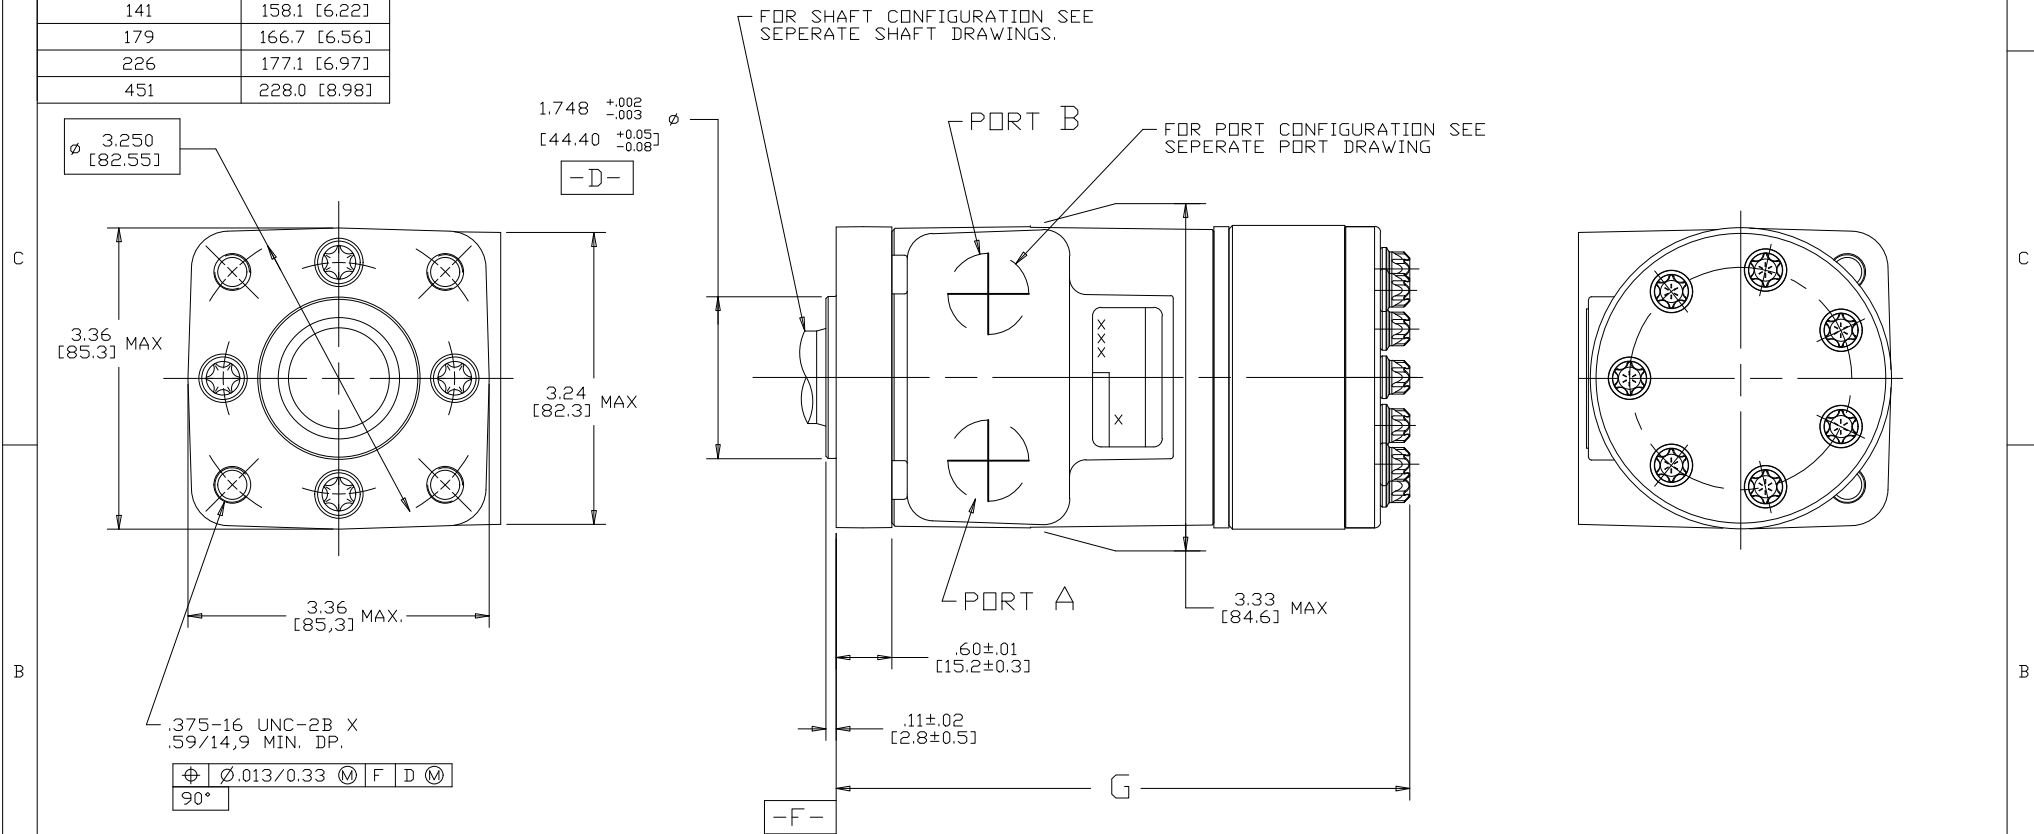 141 158.1 [6.22]
179 166.7 [6.56]
226 177.1 [6.97]
451 228.0 [8.98]
FOR SHAFT CONFIGURATION SEE
SEPERATE SHAFT DRAWINGS.
1.748 +.002 -.003 ø
[44.40 +0.05 -0.08]
-D-
ø 3.250
[82.55]
PORT B
FOR PORT CONFIGURATION SEE
SEPERATE PORT DRAWING
C
C
3.36
[85.3] MAX
3.24
[82.3] MAX
X
X
X
X
3.36
[85,3] MAX.
PORT A
3.33
[84.6] MAX
.60±.01
[15.2±0.3]
B
B
.375-16 UNC-2B X
.59/14,9 MIN. DP.
.11±.02
[2.8±0.5]
⌖ Ø.013/0.33 Ⓜ F D Ⓜ
90°
G
-F-